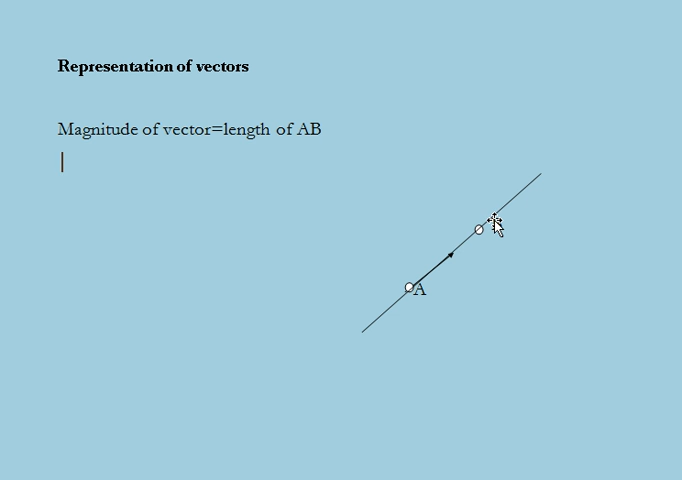 Representation of vectors
Magnitude of vector=length of AB
A